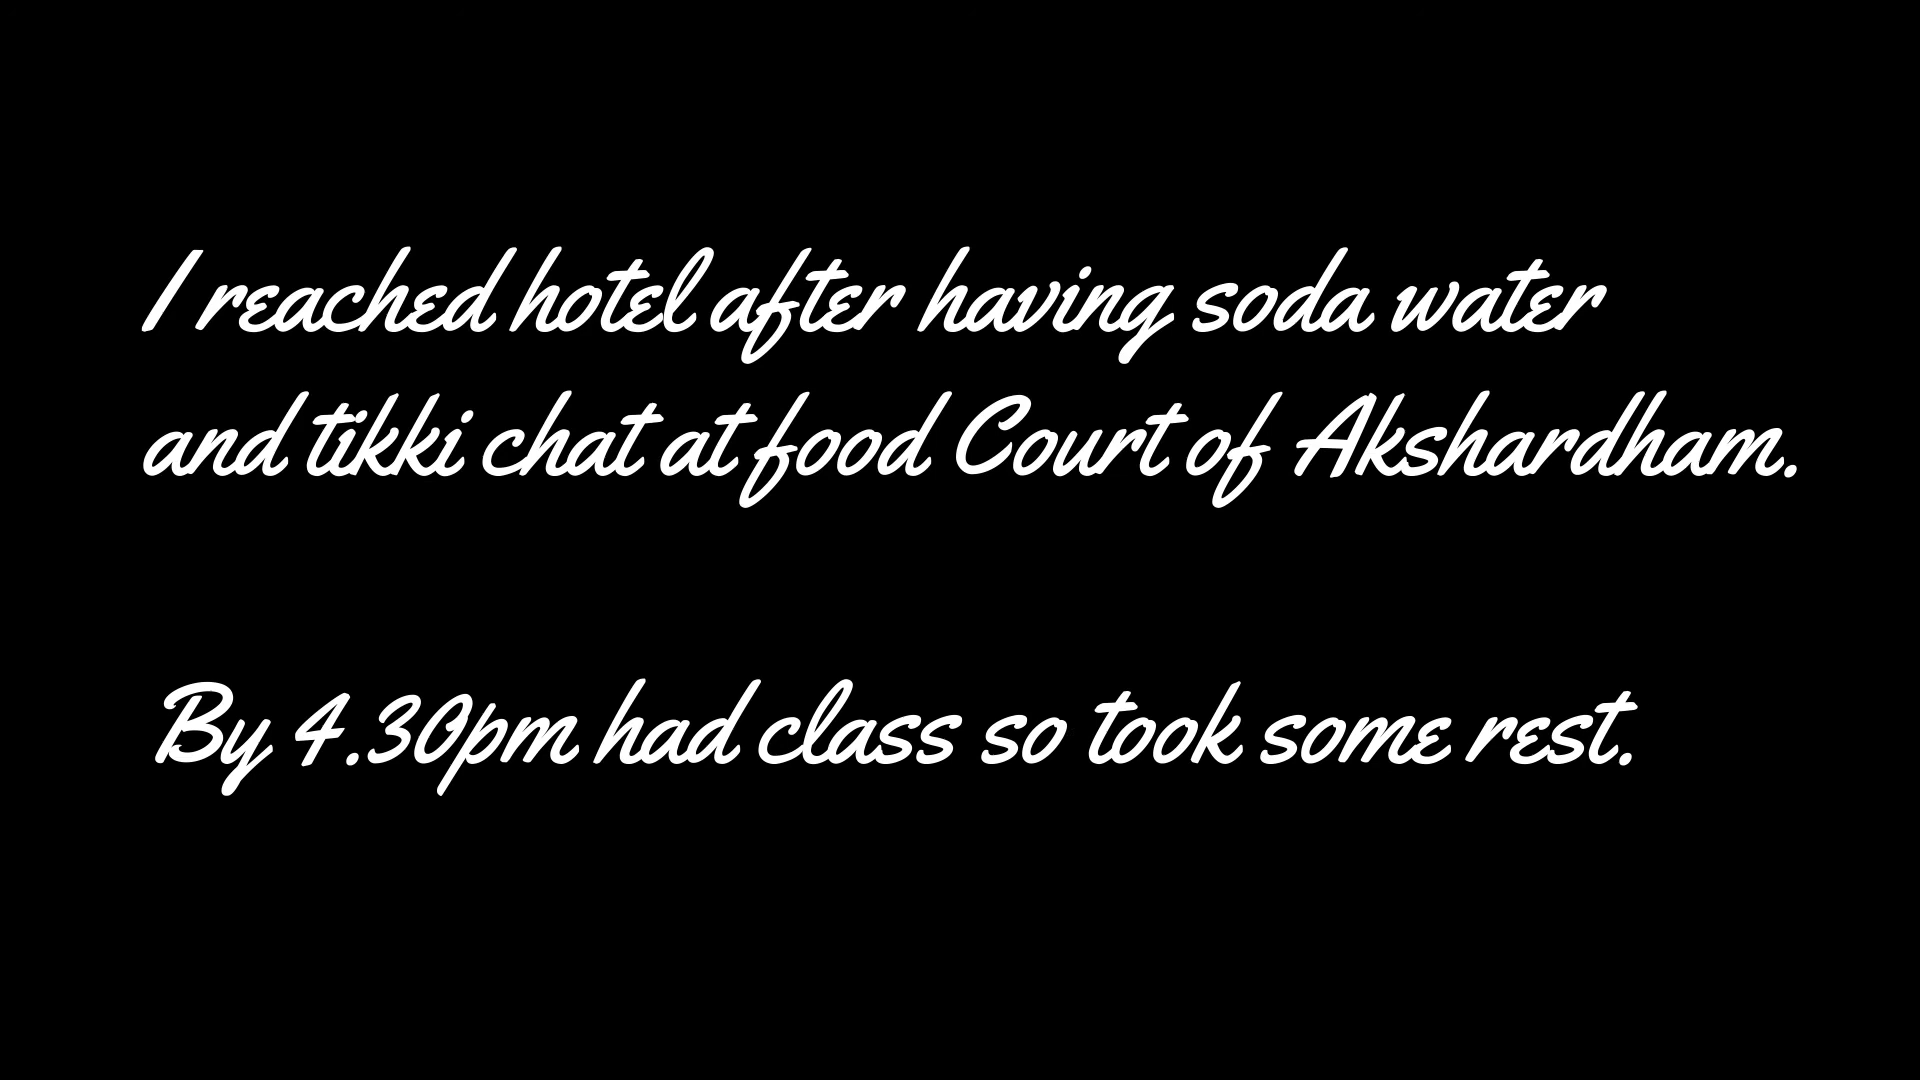 I reached hotel after having soda water
and tikki chat at food Court of Akshardham.
By 4.30pm had class so took some rest.